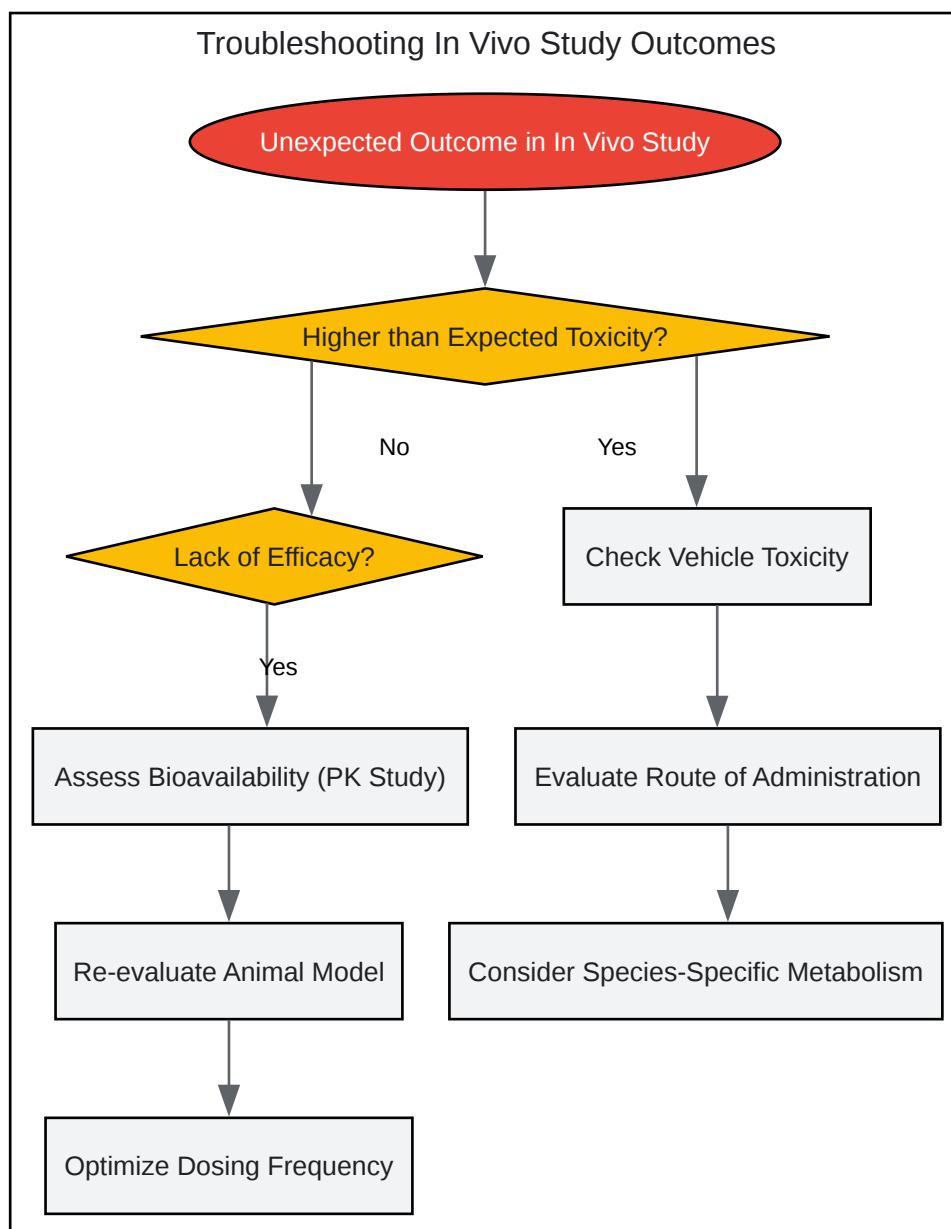 Troubleshooting In Vivo Study Outcomes
Unexpected Outcome in In Vivo Study
Higher than Expected Toxicity?
No
Yes
Lack of Efficacy?
Check Vehicle Toxicity
Yes
Assess Bioavailability (PK Study)
Evaluate Route of Administration
Re-evaluate Animal Model
Consider Species-Specific Metabolism
Optimize Dosing Frequency